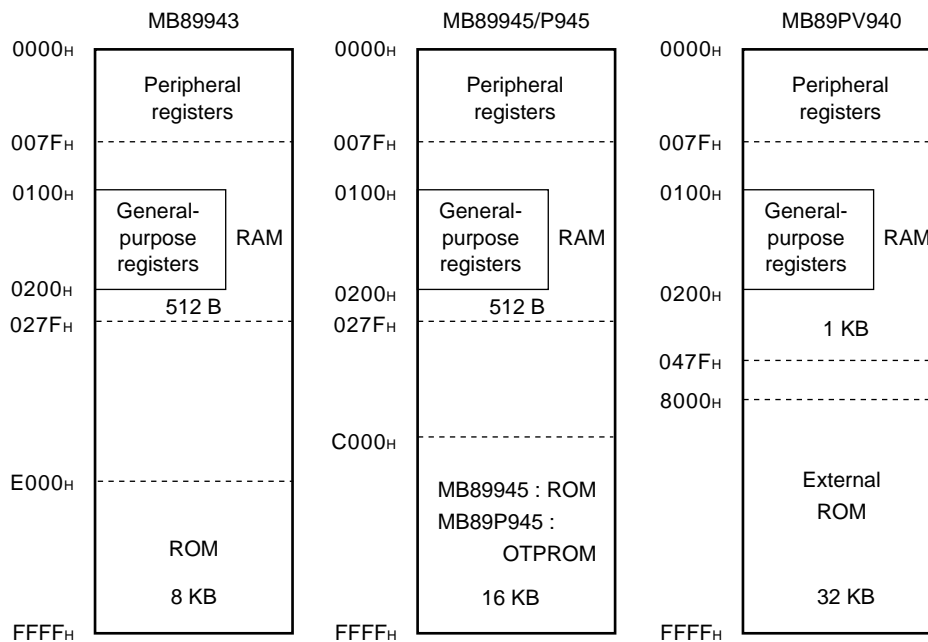 MB89943
0000H
Peripheral
registers
007FH
0100H
General-
purpose
registers
RAM
0200H
512 B
027FH
E000H
ROM
8 KB
FFFFH
MB89945/P945
0000H
Peripheral
registers
007FH
0100H
General-
purpose
registers
RAM
0200H
512 B
027FH
C000H
MB89945 : ROM
MB89P945 :
OTPROM
16 KB
FFFFH
MB89PV940
0000H
Peripheral
registers
007FH
0100H
General-
purpose
registers
RAM
0200H
1 KB
047FH
8000H
External
ROM
32 KB
FFFFH